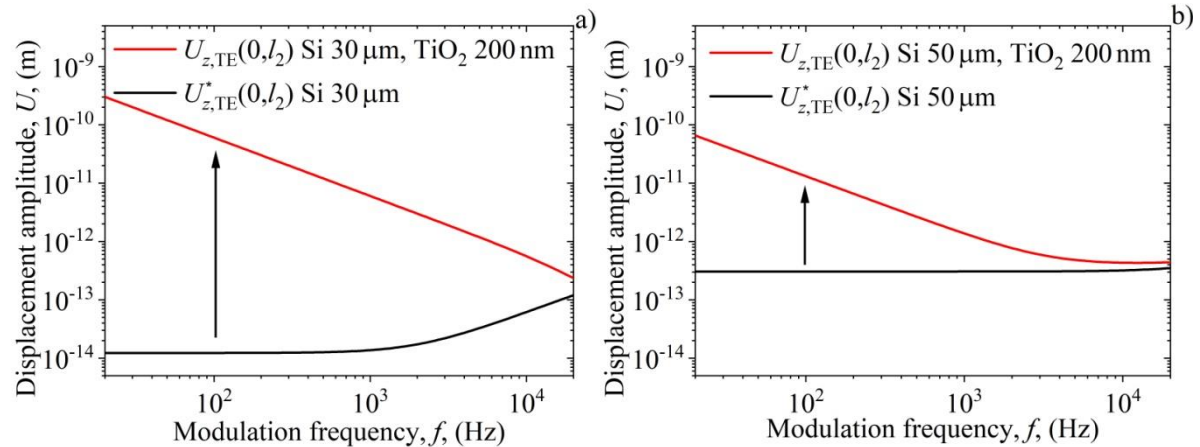 a)
U_{z,TE}(0,l_2) Si 30 μm, TiO_2 200 nm
U^*_{z,TE}(0,l_2) Si 30 μm
Displacement amplitude, U, (m)
10^{-9}
10^{-10}
10^{-11}
10^{-12}
10^{-13}
10^{-14}
10^2
10^3
10^4
Modulation frequency, f, (Hz)
b)
U_{z,TE}(0,l_2) Si 50 μm, TiO_2 200 nm
U^*_{z,TE}(0,l_2) Si 50 μm
Displacement amplitude, U, (m)
10^{-9}
10^{-10}
10^{-11}
10^{-12}
10^{-13}
10^{-14}
10^2
10^3
10^4
Modulation frequency, f, (Hz)